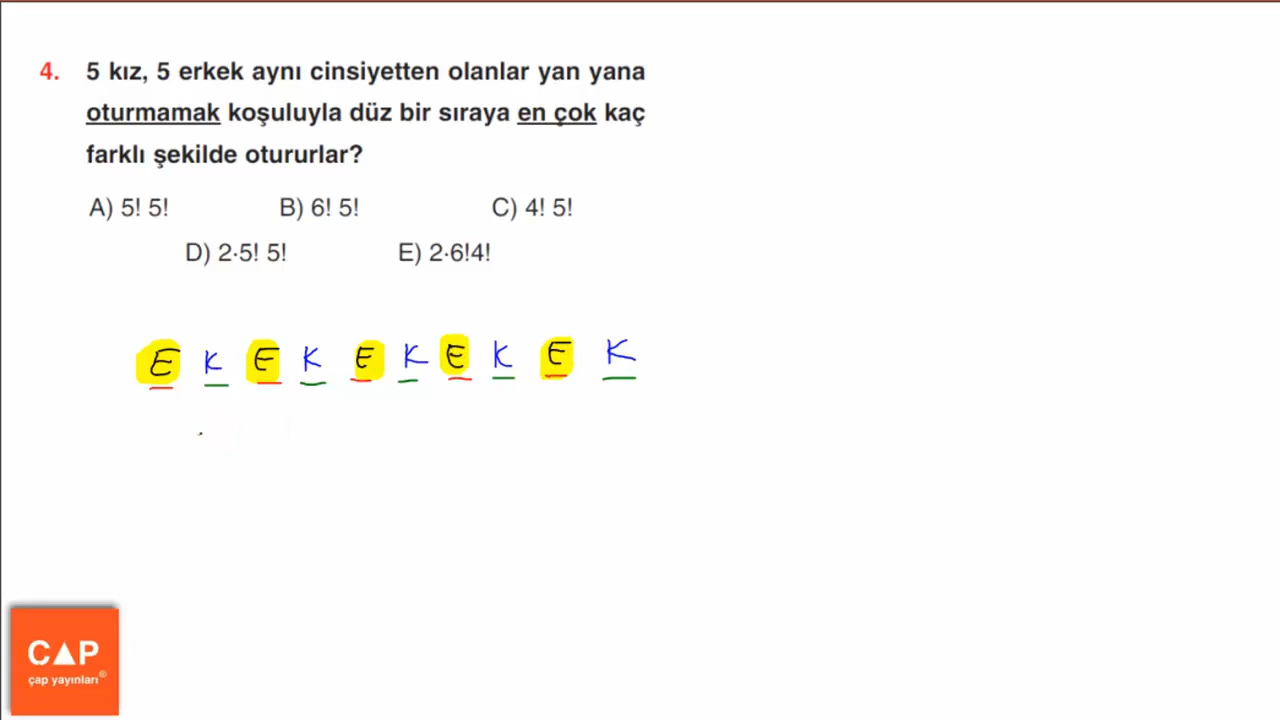 4. 5 kız, 5 erkek aynı cinsiyetten olanlar yan yana
oturmamak koşuluyla düz bir sıraya en çok kaç
farklı şekilde otururlar?
A) 5! 5! B) 6! 5! C) 4! 5!
D) 2·5! 5! E) 2·6!4!
E K E K E K E K E K
CAP
çap yayınları®